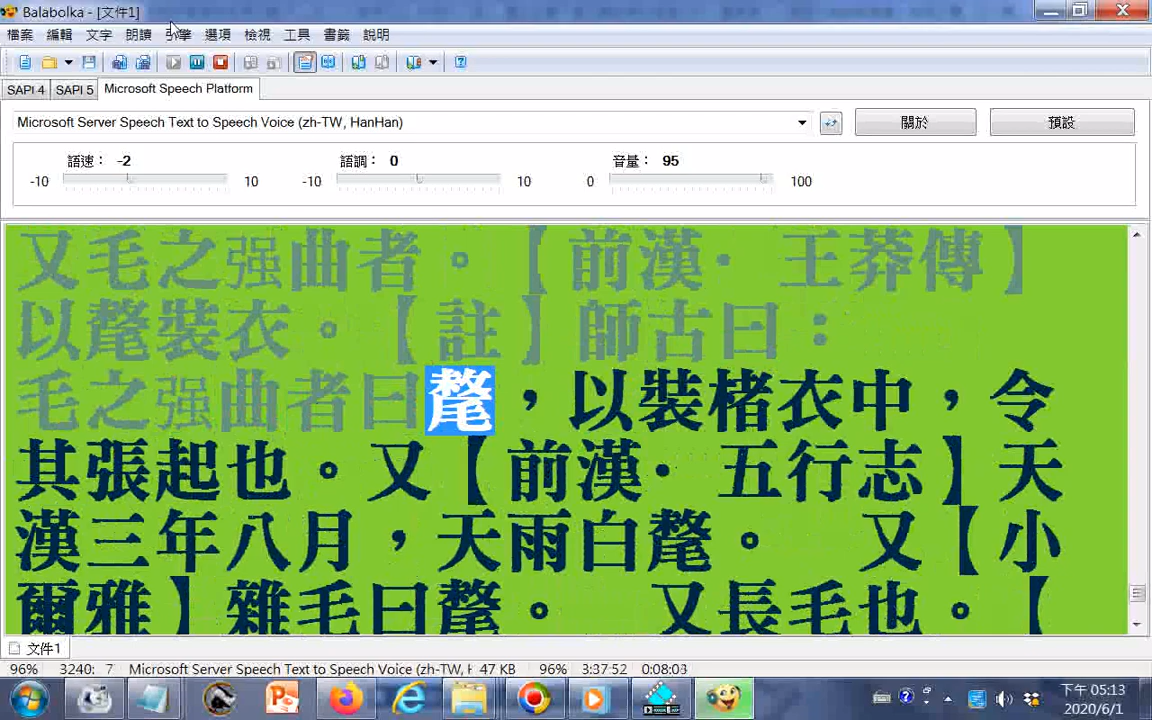 Balabolka - [文件1]
檔案 編輯 文字 朗讀 引擎 選項 檢視 工具 書籤 說明
SAPI 4 SAPI 5 Microsoft Speech Platform
Microsoft Server Speech Text to Speech Voice (zh-TW, HanHan) 關於 預設
語速： -2 語調： 0 音量： 95
-10 10 -10 10 0 100
又毛之强曲者。【前漢· 王莽傳】
以氂裝衣。【註】師古曰：
毛之强曲者曰氂，以裝楮衣中，令
其張起也。又【前漢· 五行志】天
漢三年八月，天雨白氂。 又【小
爾雅】雜毛曰氂。 又長毛也。【
文件1
96% 3240: 7 Microsoft Server Speech Text to Speech Voice (zh-TW, H 47 KB 96% 3:37:52 0:08:03
下午 05:13
2020/6/1